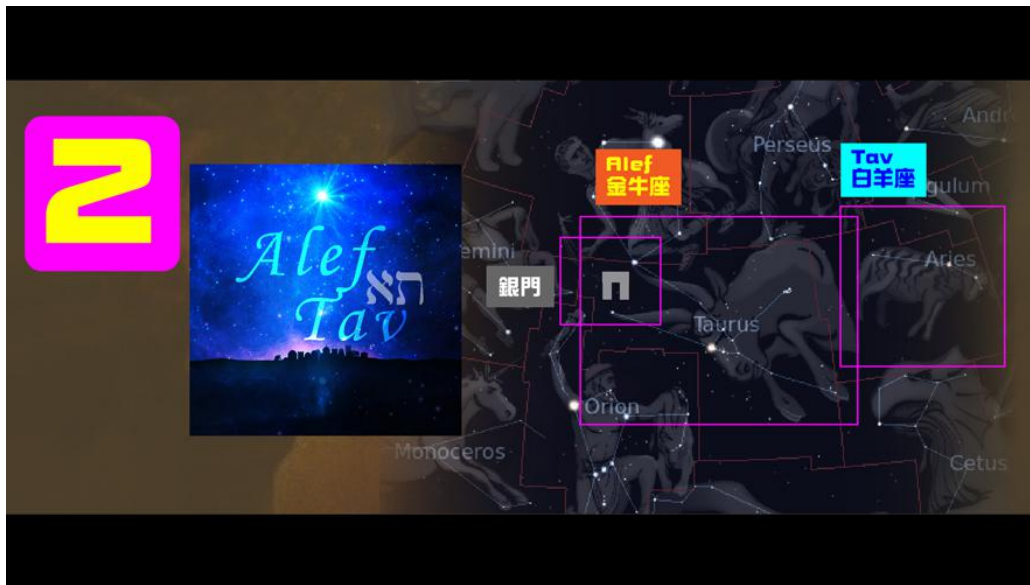 2
Alef
תא
Tav
銀門
Alef
金牛座
Tav
白羊座
Perseus
Andr
gulum
emini
Aries
Taurus
Orion
Monoceros
Cetus